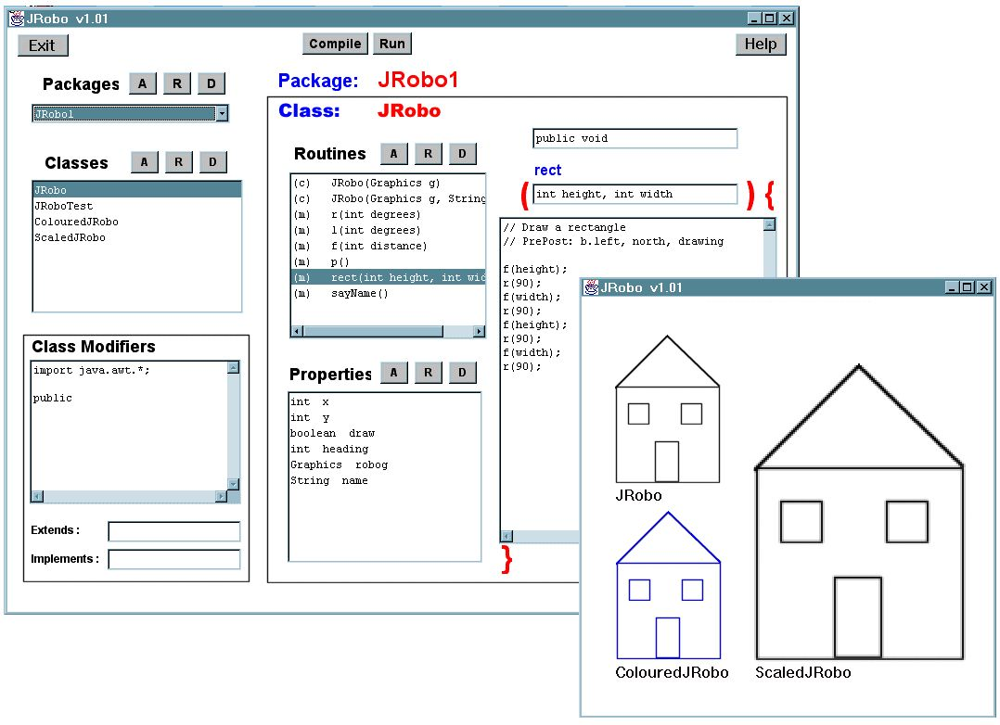 JRobo v1.01
Exit
Compile Run
Help
Packages A R D
JRobo1
Classes A R D
JRobo
JRoboTest
ColouredJRobo
ScaledJRobo
Class Modifiers
import java.awt.*;
public
Extends :
Implements :
Package: JRobo1
Class: JRobo
Routines A R D
(c) JRobo(Graphics g)
(c) JRobo(Graphics g, String
(m) r(int degrees)
(m) l(int degrees)
(m) f(int distance)
(m) p()
(m) rect(int height, int wid
(m) sayName()
Properties A R D
int x
int y
boolean draw
int heading
Graphics robog
String name
public void
rect
( int height, int width ) {
// Draw a rectangle
// PrePost: b.left, north, drawing
f(height);
r(90);
f(width);
r(90);
f(height);
r(90);
f(width);
r(90);
}
JRobo v1.01
JRobo
ColouredJRobo
ScaledJRobo